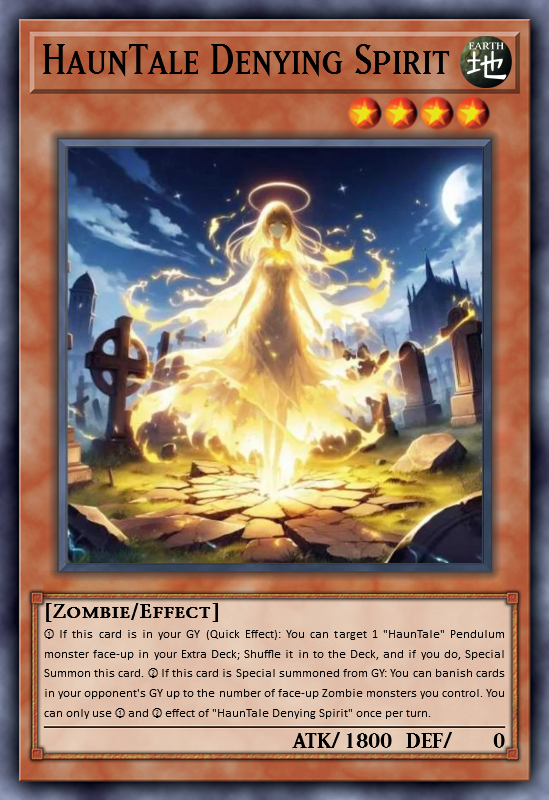 HaunTale Denying Spirit
EARTH
地
[Zombie/Effect]
① If this card is in your GY (Quick Effect): You can target 1 "HaunTale" Pendulum
monster face-up in your Extra Deck; Shuffle it in to the Deck, and if you do, Special
Summon this card. ② If this card is Special summoned from GY: You can banish cards
in your opponent's GY up to the number of face-up Zombie monsters you control. You
can only use ① and ② effect of "HaunTale Denying Spirit" once per turn.
ATK/ 1800 DEF/ 0